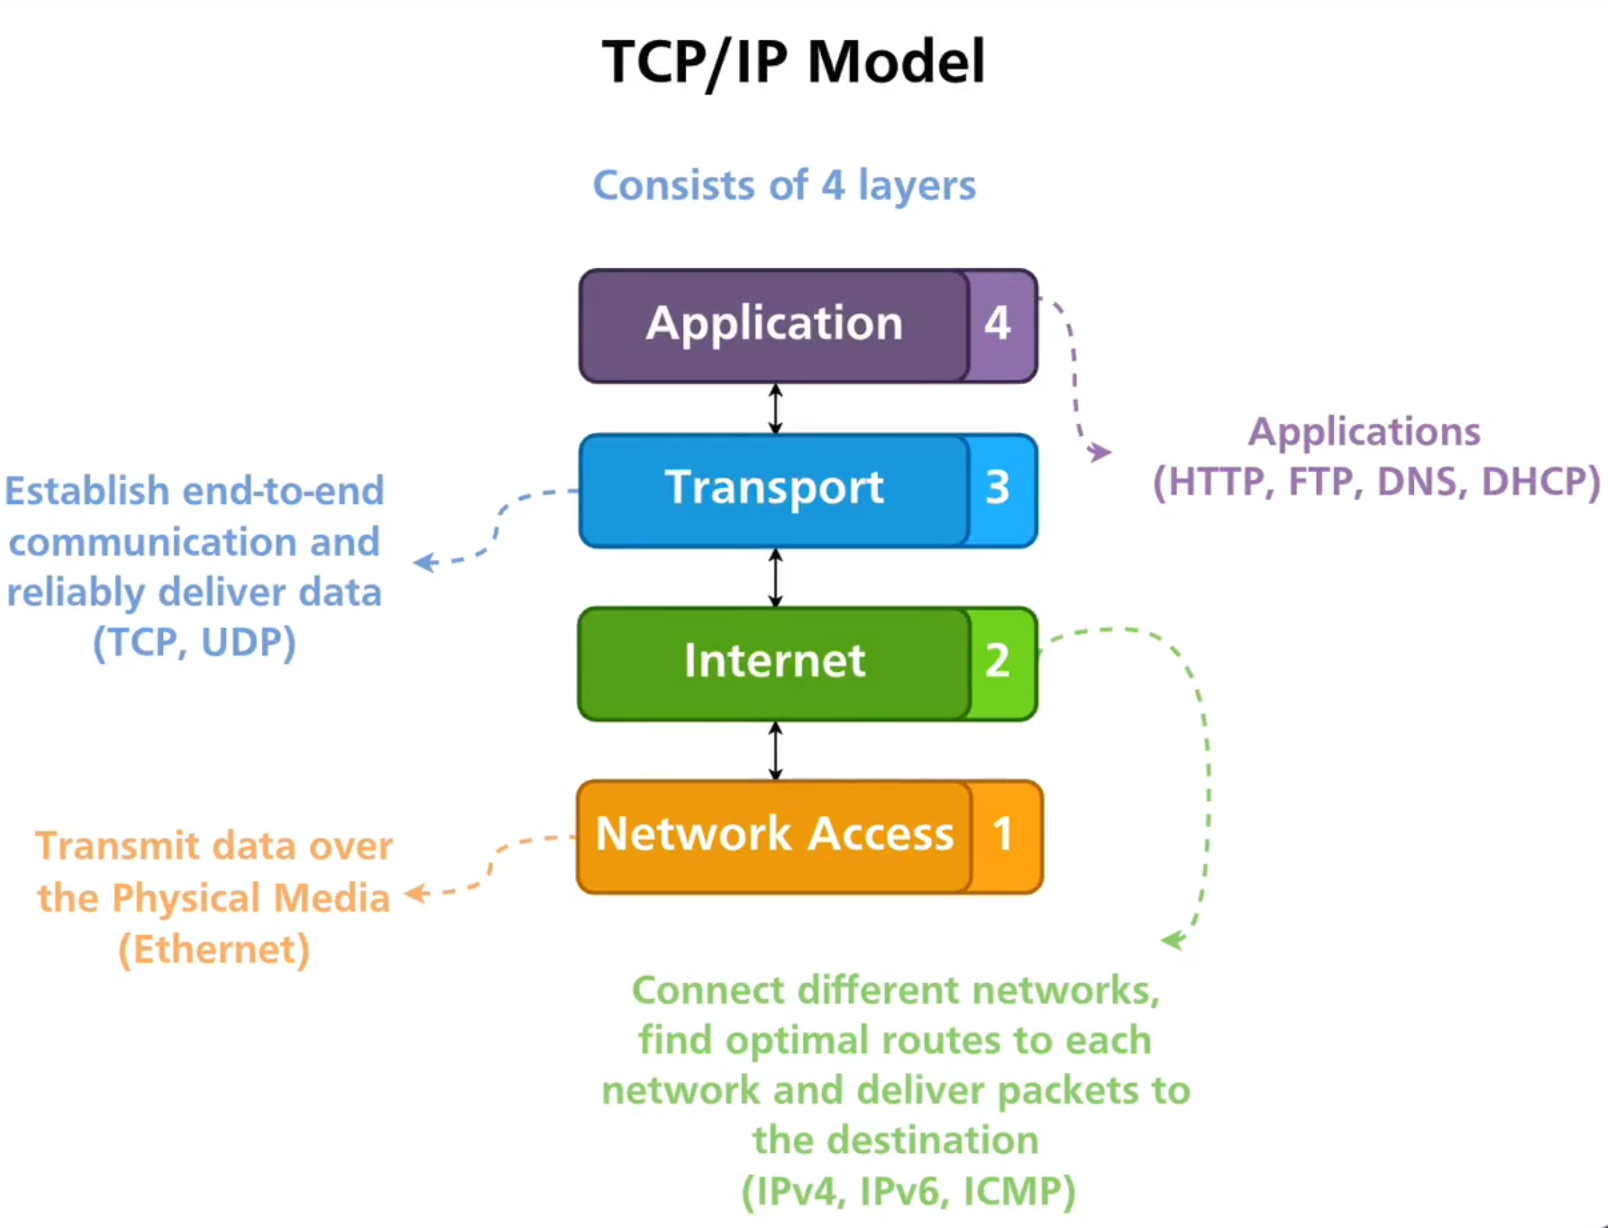 TCP/IP Model
Consists of 4 layers
Application 4
Applications
(HTTP, FTP, DNS, DHCP)
Transport 3
Establish end-to-end
communication and
reliably deliver data
(TCP, UDP)
Internet 2
Network Access 1
Transmit data over
the Physical Media
(Ethernet)
Connect different networks,
find optimal routes to each
network and deliver packets to
the destination
(IPv4, IPv6, ICMP)